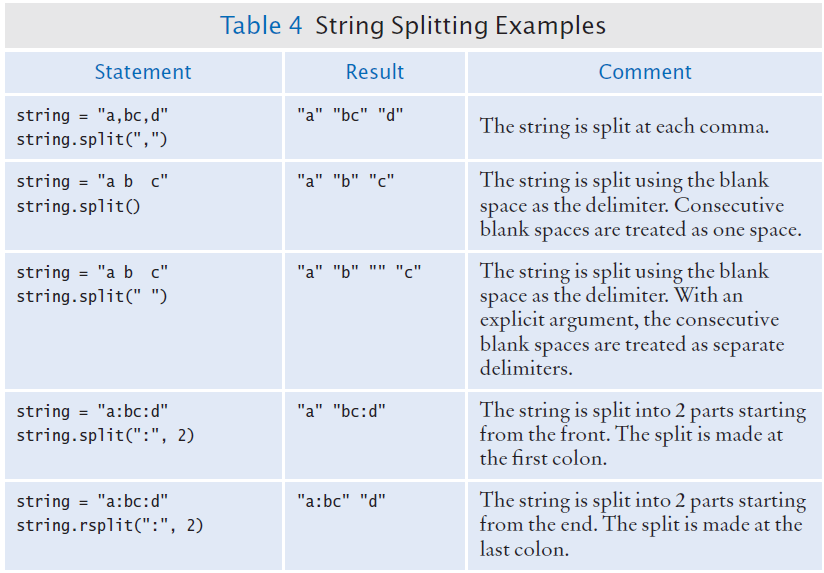 Table 4 String Splitting Examples
Statement Result Comment
string = "a,bc,d"
string.split(",")
"a" "bc" "d"
The string is split at each comma.
string = "a b  c"
string.split()
"a" "b" "c"
The string is split using the blank
space as the delimiter. Consecutive
blank spaces are treated as one space.
string = "a b  c"
string.split(" ")
"a" "b" "" "c"
The string is split using the blank
space as the delimiter. With an
explicit argument, the consecutive
blank spaces are treated as separate
delimiters.
string = "a:bc:d"
string.split(":", 2)
"a" "bc:d"
The string is split into 2 parts starting
from the front. The split is made at
the first colon.
string = "a:bc:d"
string.rsplit(":", 2)
"a:bc" "d"
The string is split into 2 parts starting
from the end. The split is made at the
last colon.